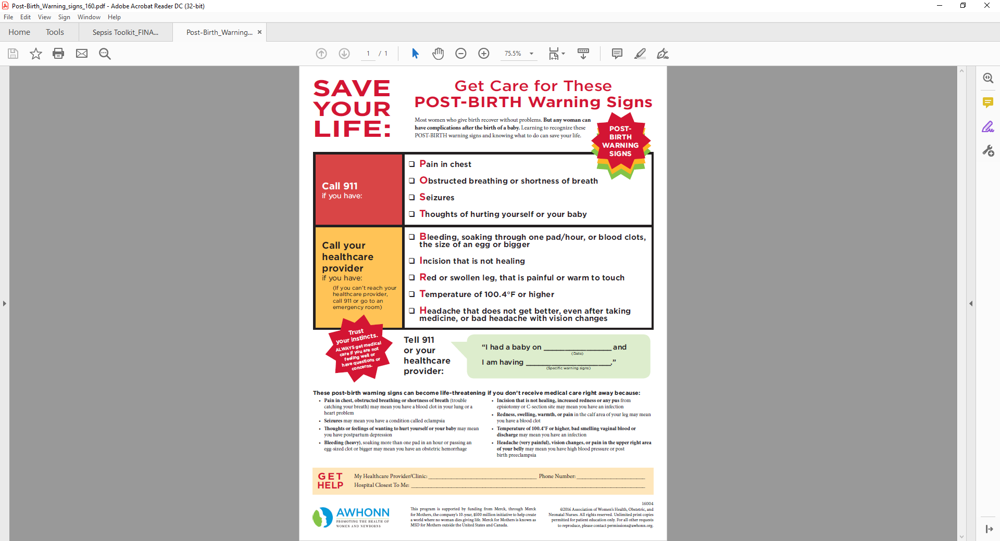 Post-Birth_Warning_signs_160.pdf - Adobe Acrobat Reader DC (32-bit)
File Edit View Sign Window Help
Home Tools Sepsis Toolkit_FINA... Post-Birth_Warning... ×
1 / 1 75.5%
SAVE
YOUR
LIFE:
Get Care for These
POST-BIRTH Warning Signs
Most women who give birth recover without problems. But any woman can
have complications after the birth of a baby. Learning to recognize these
POST-BIRTH warning signs and knowing what to do can save your life.
POST-
BIRTH
WARNING
SIGNS
Call 911
if you have:
❑ Pain in chest
❑ Obstructed breathing or shortness of breath
❑ Seizures
❑ Thoughts of hurting yourself or your baby
Call your
healthcare
provider
if you have:
(If you can't reach your
healthcare provider,
call 911 or go to an
emergency room)
❑ Bleeding, soaking through one pad/hour, or blood clots,
the size of an egg or bigger
❑ Incision that is not healing
❑ Red or swollen leg, that is painful or warm to touch
❑ Temperature of 100.4°F or higher
❑ Headache that does not get better, even after taking
medicine, or bad headache with vision changes
Trust
your instincts.
ALWAYS get medical
care if you are not
feeling well or
have questions or
concerns.
Tell 911
or your
healthcare
provider:
“I had a baby on ____________________ and
(Date)
I am having _________________________.”
(Specific warning signs)
These post-birth warning signs can become life-threatening if you don’t receive medical care right away because:
• Pain in chest, obstructed breathing or shortness of breath (trouble
catching your breath) may mean you have a blood clot in your lung or a
heart problem
• Seizures may mean you have a condition called eclampsia
• Thoughts or feelings of wanting to hurt yourself or your baby may mean
you have postpartum depression
• Bleeding (heavy), soaking more than one pad in an hour or passing an
egg-sized clot or bigger may mean you have an obstetric hemorrhage
• Incision that is not healing, increased redness or any pus from
episiotomy or C-section site may mean you have an infection
• Redness, swelling, warmth, or pain in the calf area of your leg may mean
you have a blood clot
• Temperature of 100.4°F or higher, bad smelling vaginal blood or
discharge may mean you have an infection
• Headache (very painful), vision changes, or pain in the upper right area
of your belly may mean you have high blood pressure or post
birth preeclampsia
GET
HELP
My Healthcare Provider/Clinic: ________________________________________ Phone Number: _________________________
Hospital Closest To Me: ______________________________________________________________________________
AWHONN
PROMOTING THE HEALTH OF
WOMEN AND NEWBORNS
This program is supported by funding from Merck, through Merck
for Mothers, the company’s 10-year, $500 million initiative to help create
a world where no woman dies giving life. Merck for Mothers is known as
MSD for Mothers outside the United States and Canada.
16004
©2016 Association of Women’s Health, Obstetric, and
Neonatal Nurses. All rights reserved. Unlimited print copies
permitted for patient education only. For all other requests
to reproduce, please contact permissions@awhonn.org.